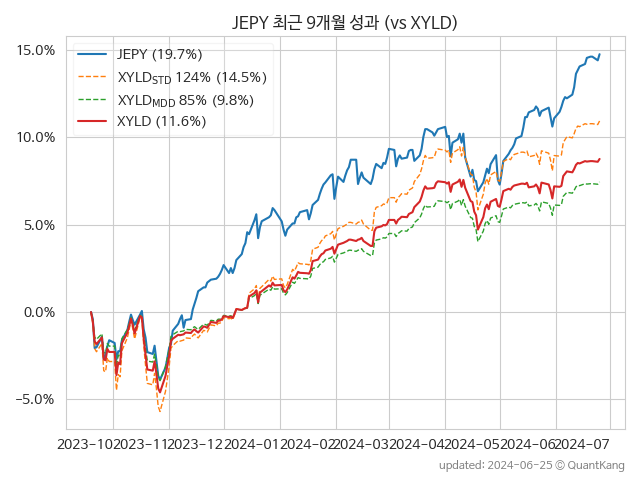 JEPY 최근 9개월 성과 (vs XYLD)
15.0%
10.0%
5.0%
0.0%
−5.0%
JEPY (19.7%)
XYLD_STD 124% (14.5%)
XYLD_MDD 85% (9.8%)
XYLD (11.6%)
2023-10 2023-11 2023-12 2024-01 2024-02 2024-03 2024-04 2024-05 2024-06 2024-07
updated: 2024-06-25 © QuantKang